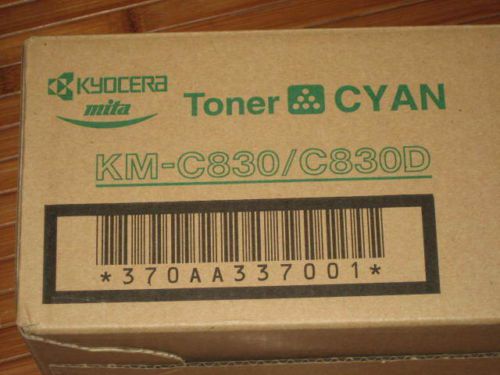 KYOCERA
mita
Toner CYAN
KM-C830/C830D
*370AA337001*